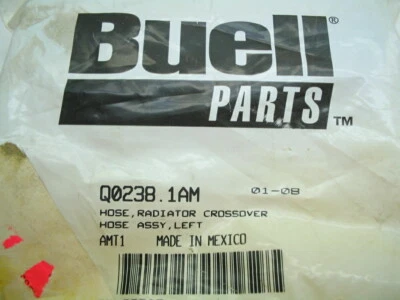 Buell®
PARTS™
Q0238.1AM 01-08
HOSE,RADIATOR CROSSOVER
HOSE ASSY,LEFT
AMT1 MADE IN MEXICO